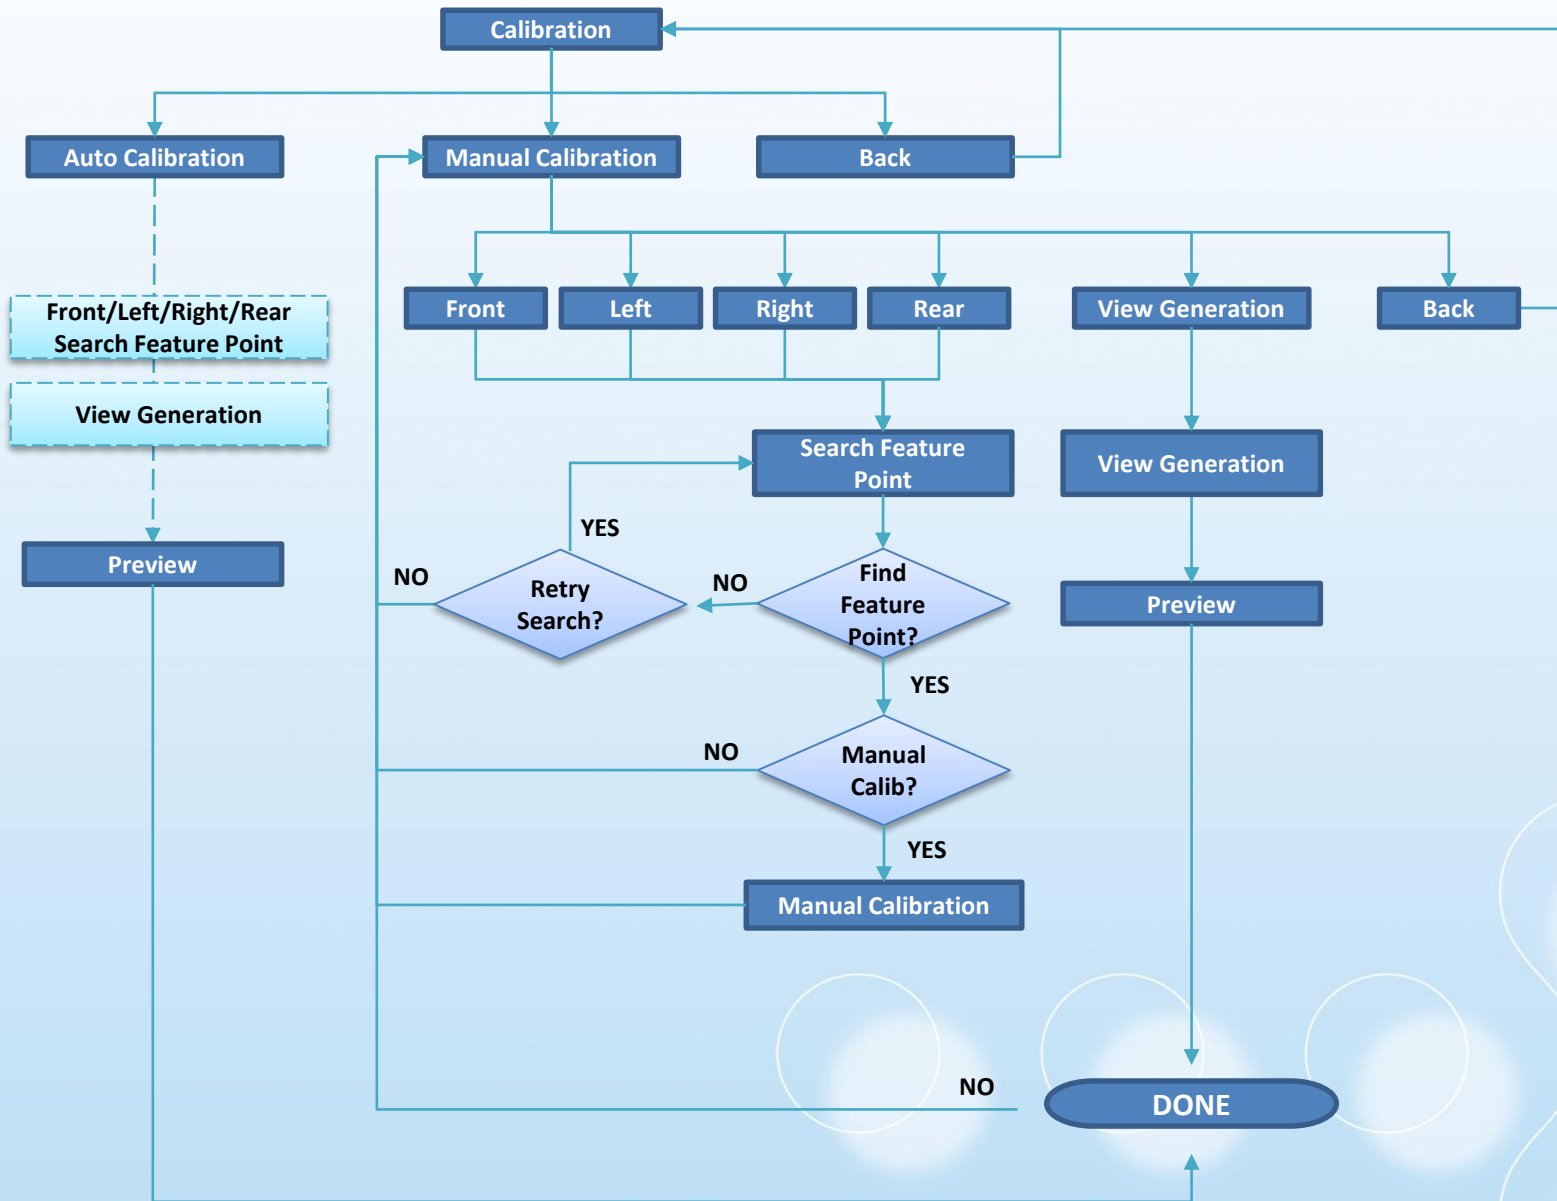 Calibration
Auto Calibration
Manual Calibration
Back
Front/Left/Right/Rear
Search Feature Point
Front
Left
Right
Rear
View Generation
Back
View Generation
Search Feature
Point
View Generation
YES
Preview
NO
Retry
Search?
NO
Find
Feature
Point?
Preview
YES
NO
Manual
Calib?
YES
Manual Calibration
NO
DONE